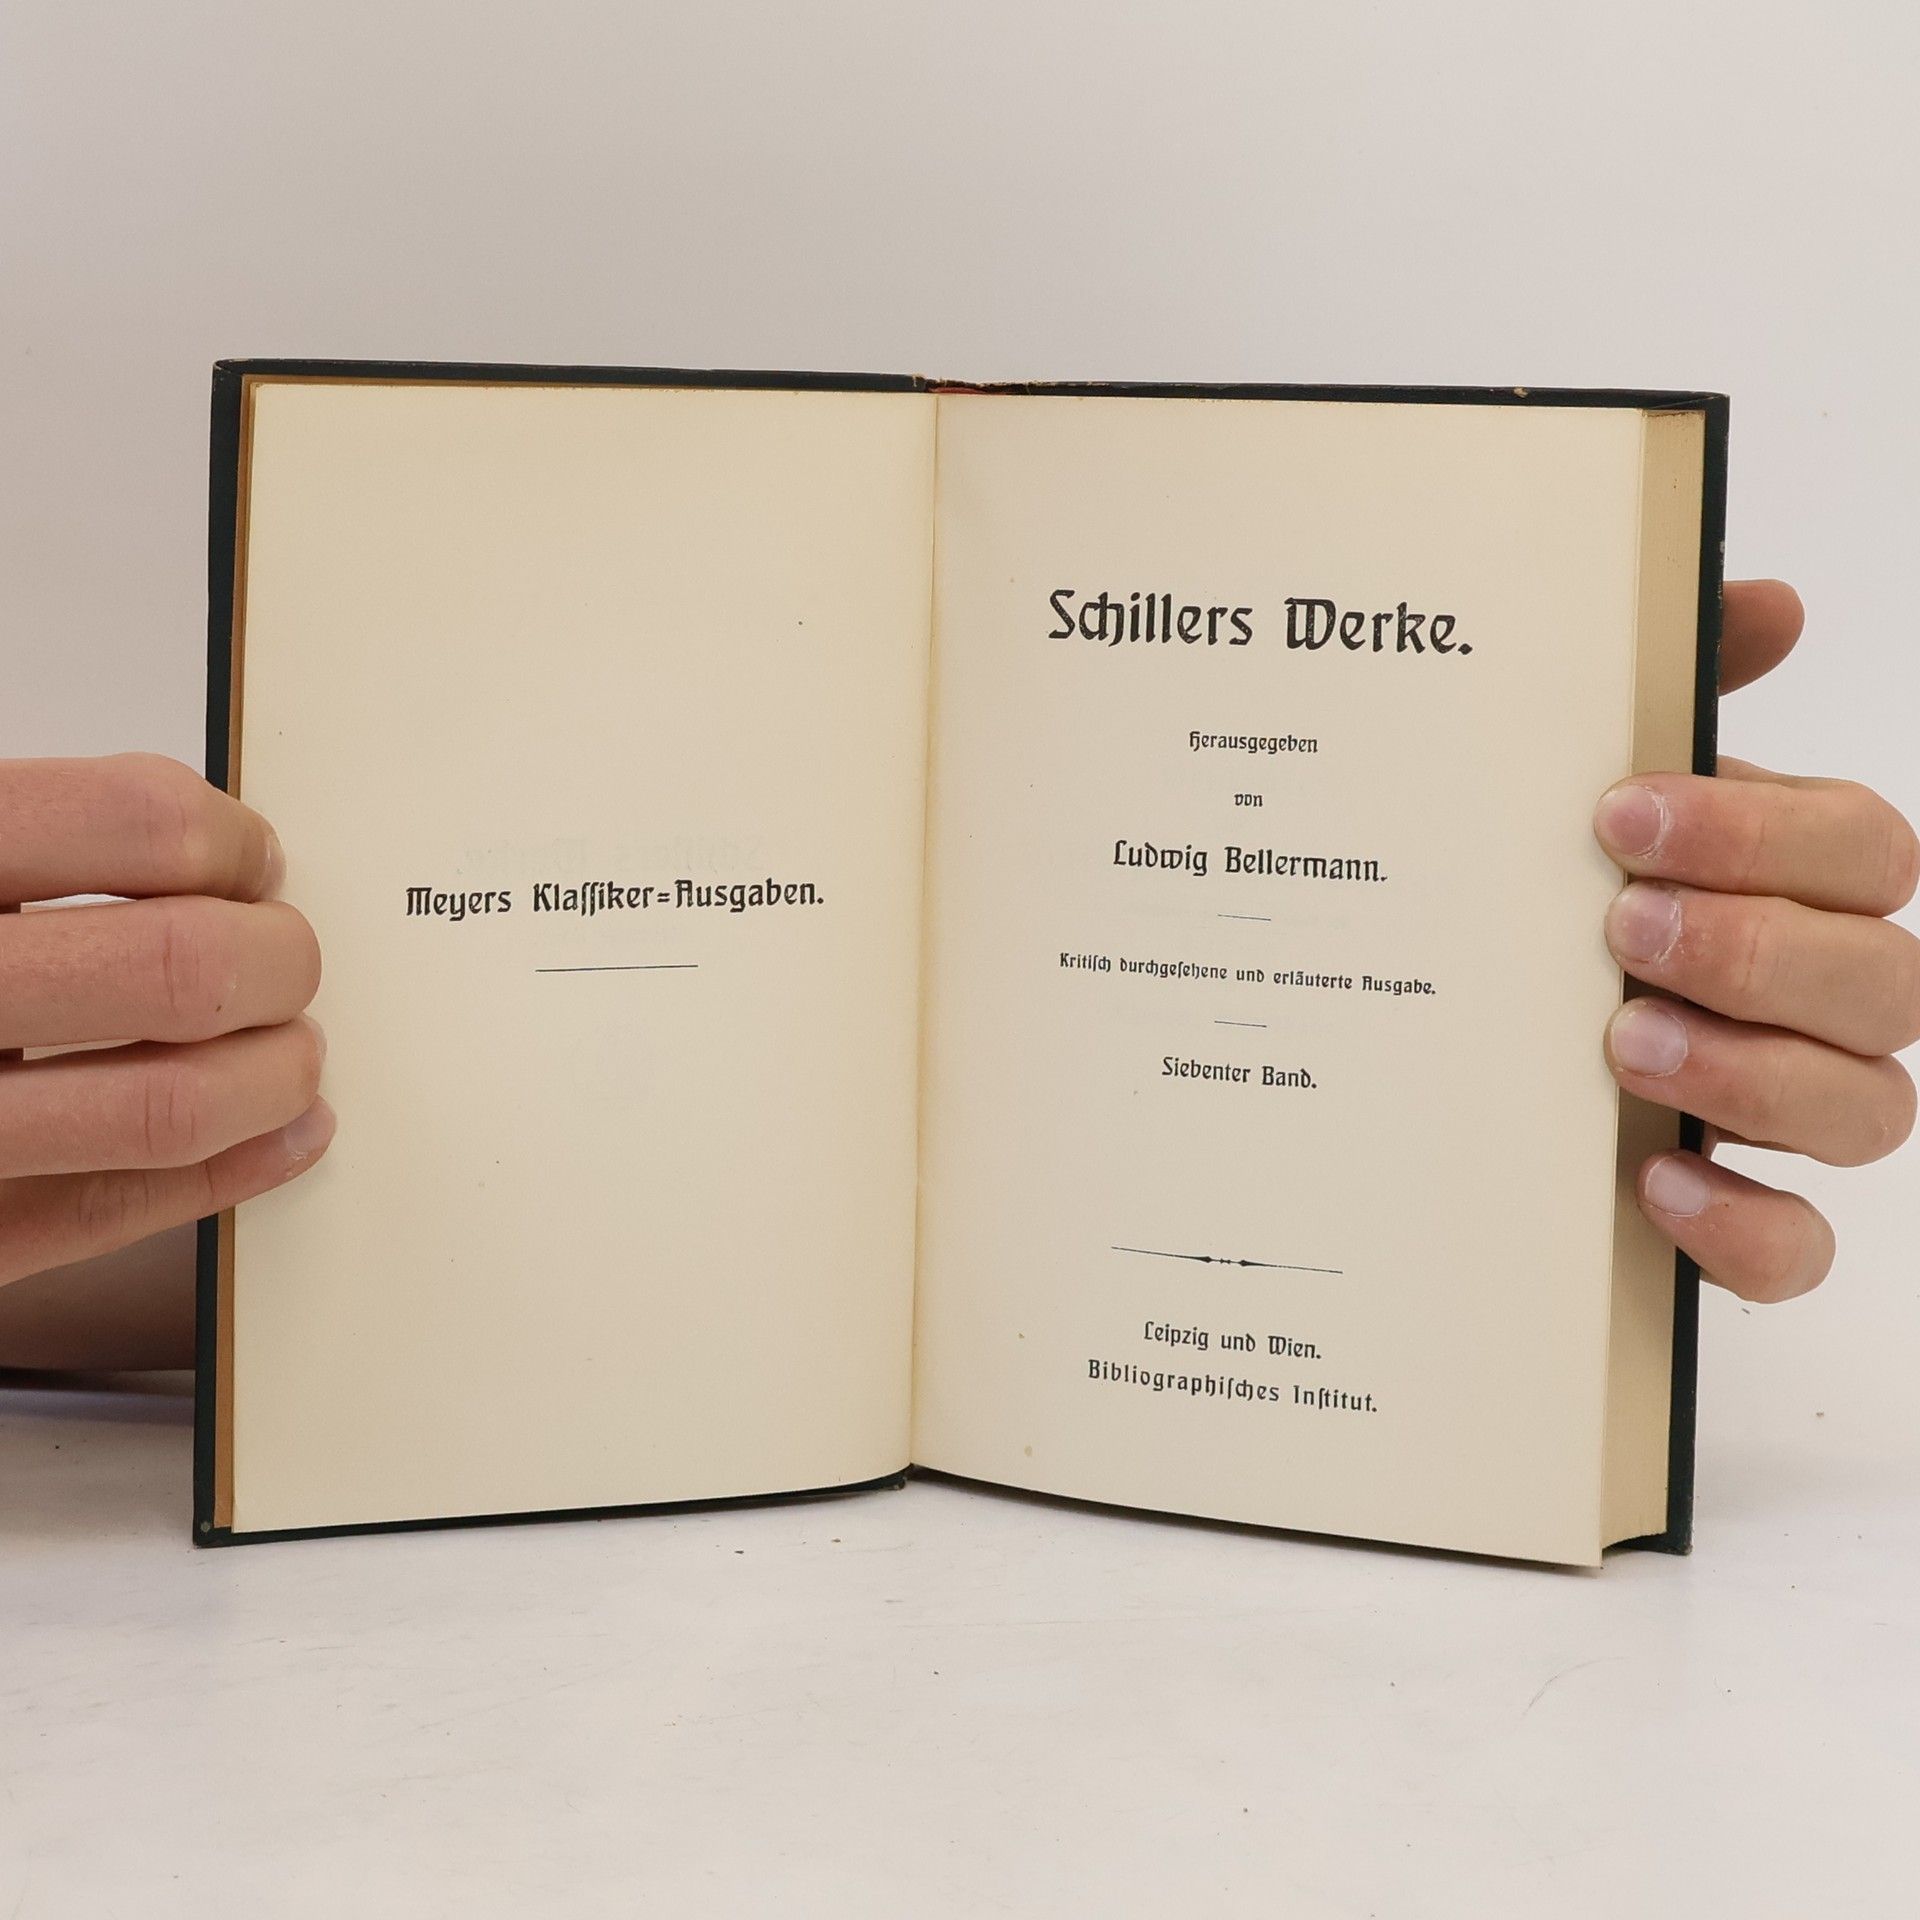 Meyers Klaſſiker=Ausgaben.
Schillers Werke.
Herausgegeben
von
Ludwig Bellermann.
Kritiſch durchgeſehene und erläuterte Ausgabe.
Siebenter Band.
Leipzig und Wien.
Bibliographiſches Inſtitut.